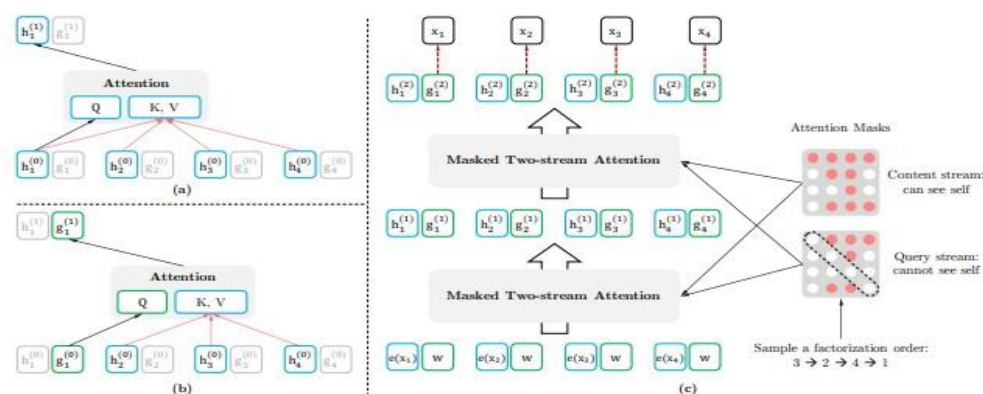 h₁⁽¹⁾ g₁⁽¹⁾
Attention
Q K, V
h₁⁽⁰⁾ g₁⁽⁰⁾ h₂⁽⁰⁾ g₂⁽⁰⁾ h₃⁽⁰⁾ g₃⁽⁰⁾ h₄⁽⁰⁾ g₄⁽⁰⁾
(a)
h₁⁽¹⁾ g₁⁽¹⁾
Attention
Q K, V
h₁⁽⁰⁾ g₁⁽⁰⁾ h₂⁽⁰⁾ g₂⁽⁰⁾ h₃⁽⁰⁾ g₃⁽⁰⁾ h₄⁽⁰⁾ g₄⁽⁰⁾
(b)
x₁ x₂ x₃ x₄
h₁⁽²⁾ g₁⁽²⁾ h₂⁽²⁾ g₂⁽²⁾ h₃⁽²⁾ g₃⁽²⁾ h₄⁽²⁾ g₄⁽²⁾
Masked Two-stream Attention
h₁⁽¹⁾ g₁⁽¹⁾ h₂⁽¹⁾ g₂⁽¹⁾ h₃⁽¹⁾ g₃⁽¹⁾ h₄⁽¹⁾ g₄⁽¹⁾
Masked Two-stream Attention
e(x₁) w e(x₂) w e(x₃) w e(x₄) w
(c)
Attention Masks
Content stream:
can see self
Query stream:
cannot see self
Sample a factorization order:
3 → 2 → 4 → 1